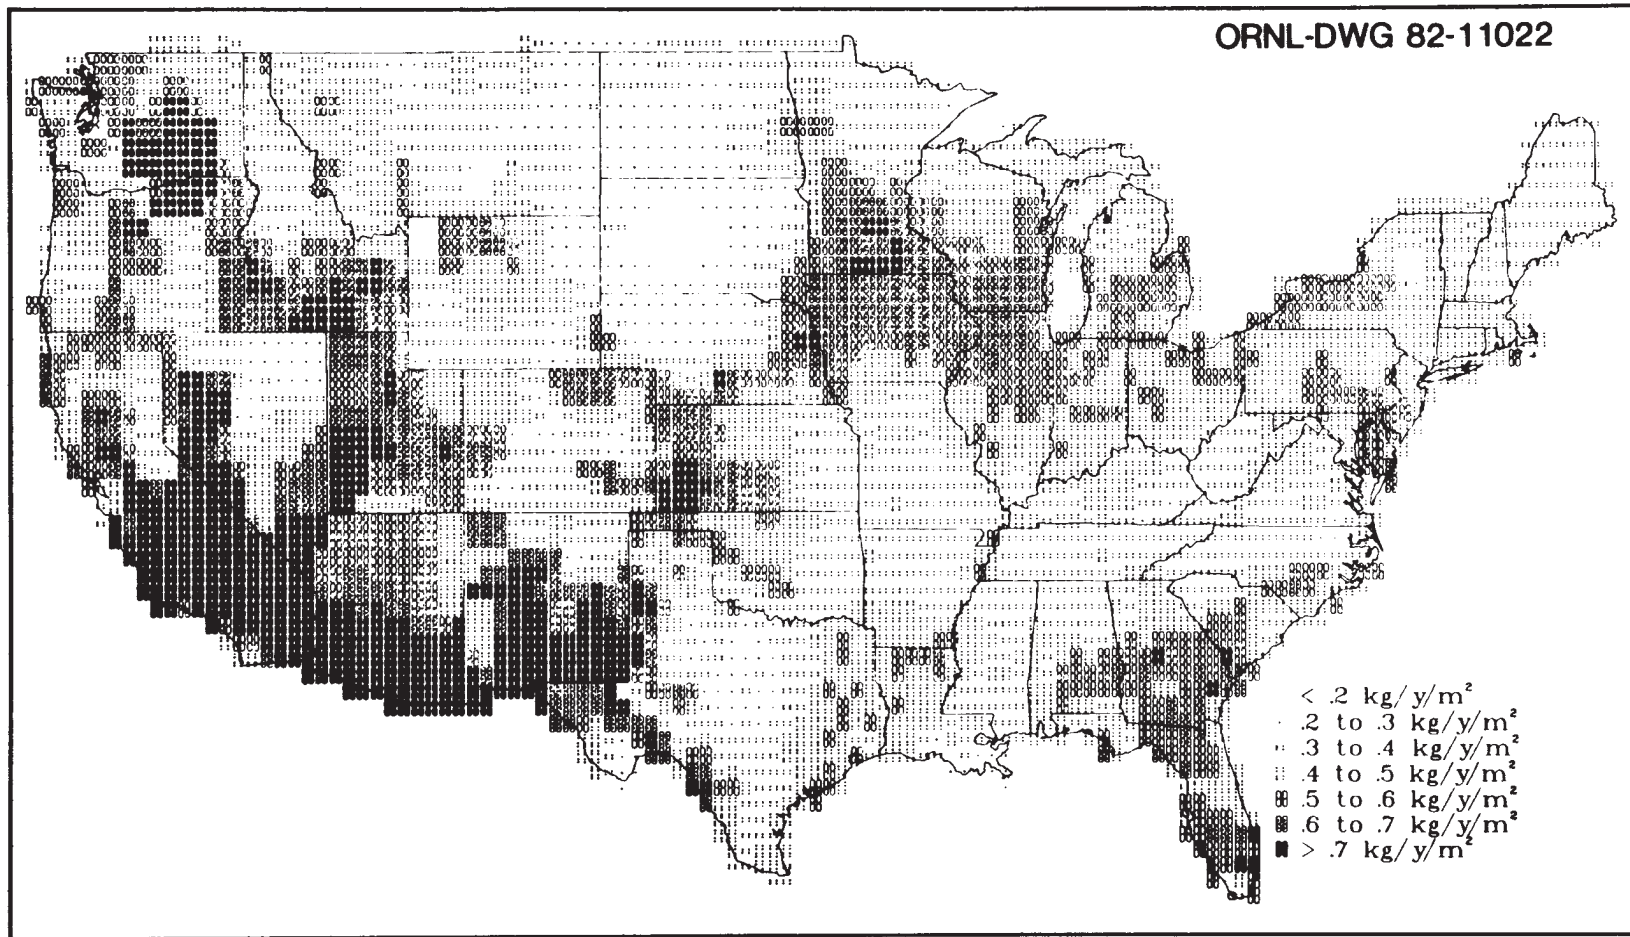 ORNL-DWG 82-11022
< .2 kg/y/m²
.2 to .3 kg/y/m²
.3 to .4 kg/y/m²
.4 to .5 kg/y/m²
.5 to .6 kg/y/m²
.6 to .7 kg/y/m²
> .7 kg/y/m²